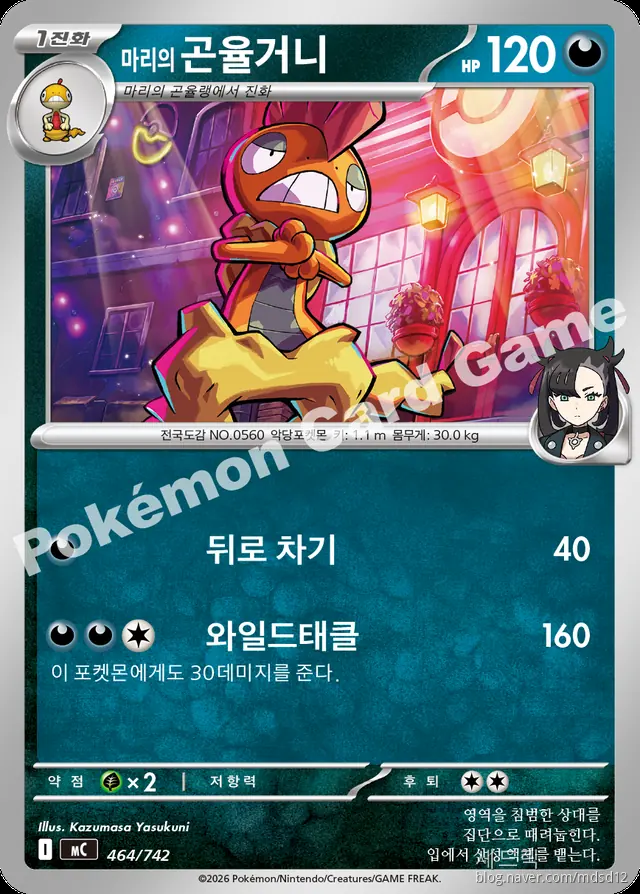 1진화
마리의 곤율거니
HP 120
마리의 곤율랭에서 진화
전국도감 NO.0560 악당포켓몬 키: 1.1 m 몸무게: 30.0 kg
Pokémon Card Game
뒤로 차기 40
와일드태클 160
이 포켓몬에게도 30데미지를 준다.
약점 ×2 저항력 후퇴
Illus. Kazumasa Yasukuni
영역을 침범한 상대를
집단으로 때려눕힌다.
입에서 산성 액체를 뱉는다.
I MC 464/742
©2026 Pokémon/Nintendo/Creatures/GAME FREAK.
blog.naver.com/mdsd12